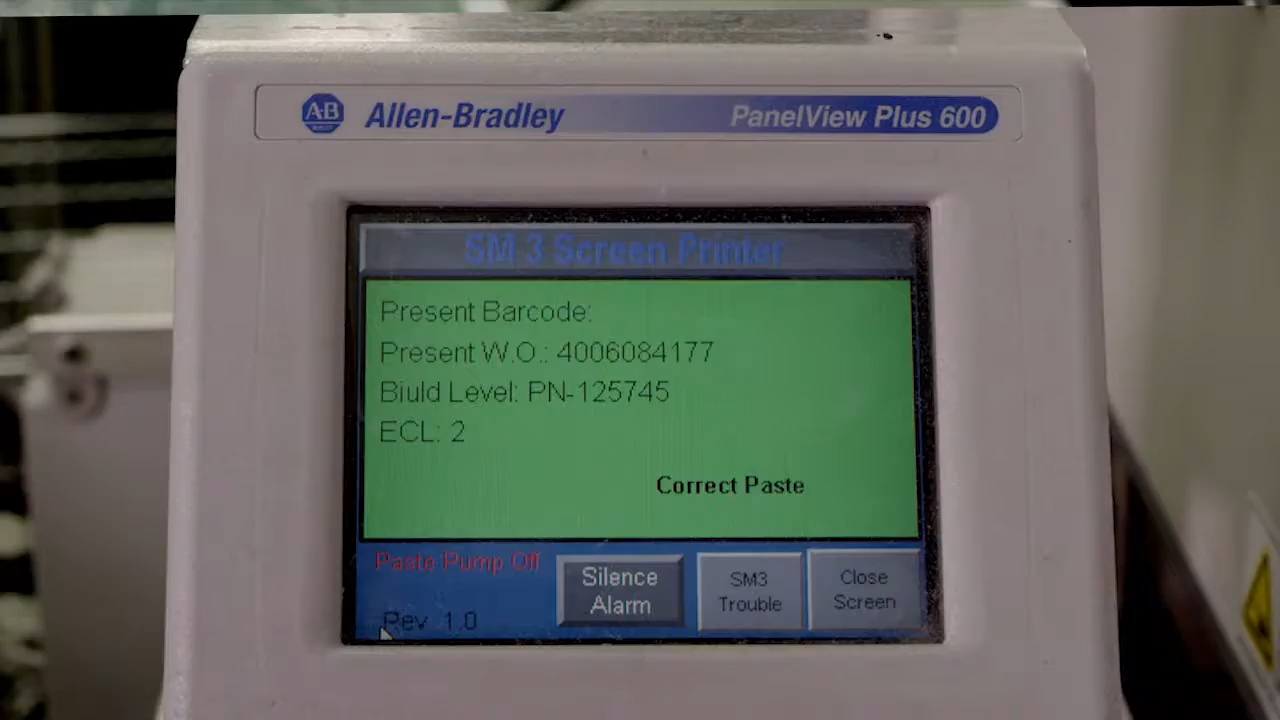 A-B Allen-Bradley PanelView Plus 600
SM 3 Screen Printer
Present Barcode:
Present W.O.: 4006084177
Biuld Level: PN-125745
ECL: 2
Correct Paste
Paste Pump Off
Silence
Alarm
SM3
Trouble
Close
Screen
Rev 1.0